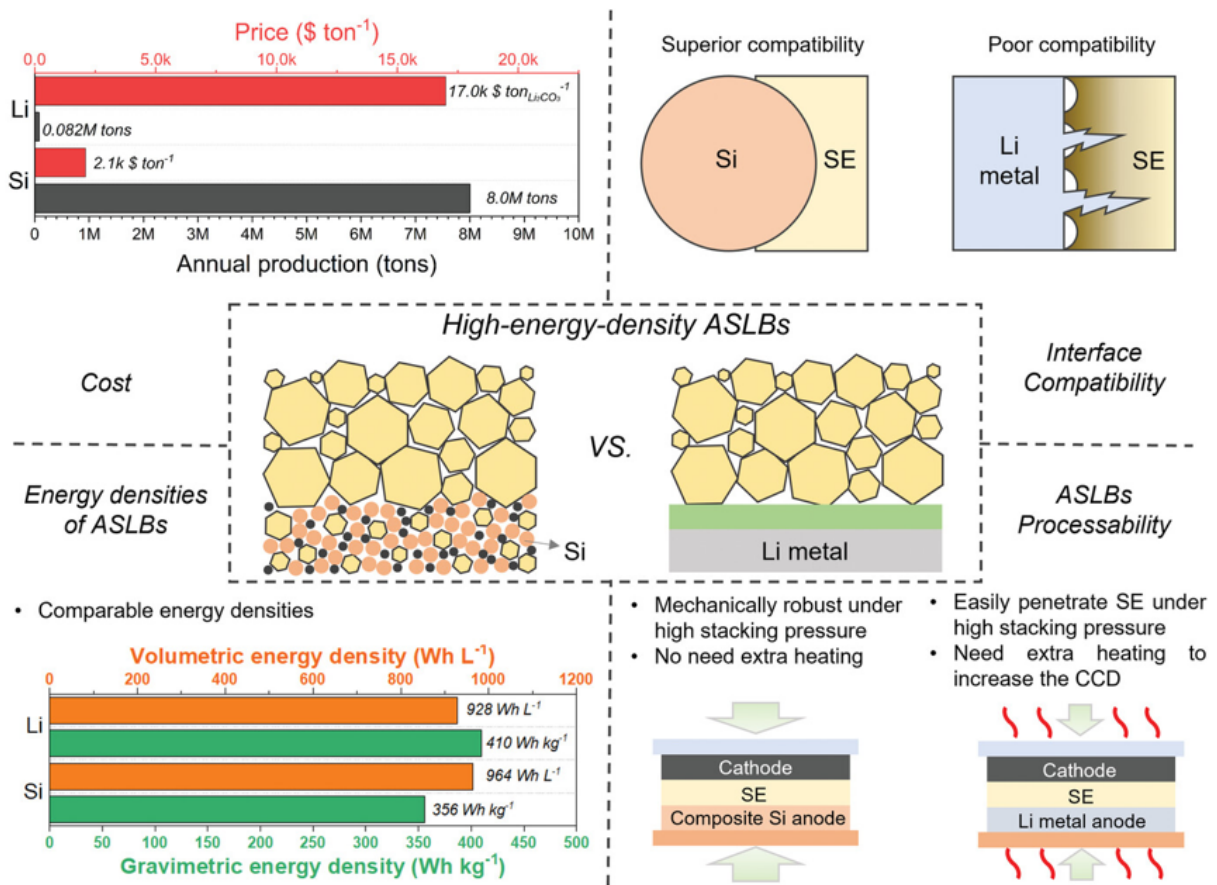 Price ($ ton⁻¹)
0.0 5.0k 10.0k 15.0k 20.0k
Li
17.0k $ ton_Li₂CO₃⁻¹
0.082M tons
Si
2.1k $ ton⁻¹
8.0M tons
0 1M 2M 3M 4M 5M 6M 7M 8M 9M 10M
Annual production (tons)
Superior compatibility
Poor compatibility
Si
SE
Li
metal
SE
High-energy-density ASLBs
Cost
Interface
Compatibility
VS.
Energy densities
of ASLBs
ASLBs
Processability
Si
Li metal
• Comparable energy densities
Volumetric energy density (Wh L⁻¹)
0 200 400 600 800 1000 1200
Li
928 Wh L⁻¹
410 Wh kg⁻¹
Si
964 Wh L⁻¹
356 Wh kg⁻¹
0 50 100 150 200 250 300 350 400 450 500
Gravimetric energy density (Wh kg⁻¹)
• Mechanically robust under
high stacking pressure
• No need extra heating
• Easily penetrate SE under
high stacking pressure
• Need extra heating to
increase the CCD
Cathode
SE
Composite Si anode
Cathode
SE
Li metal anode